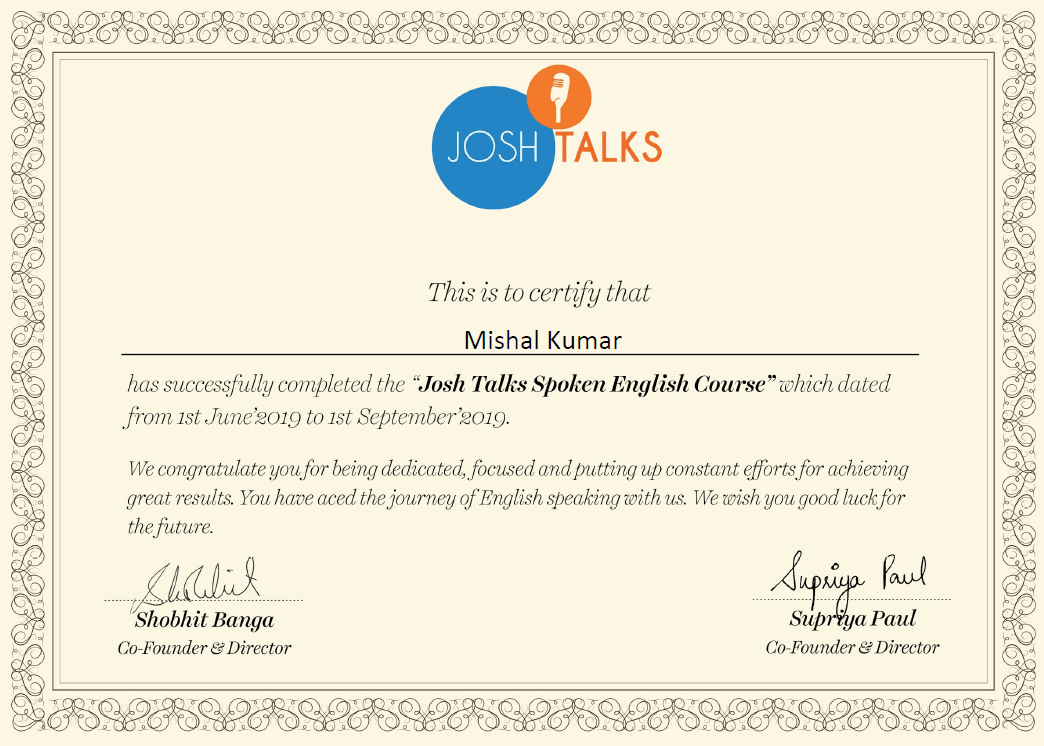 JOSH TALKS
This is to certify that
Mishal Kumar
has successfully completed the “Josh Talks Spoken English Course” which dated
from 1st June’2019 to 1st September’2019.
We congratulate you for being dedicated, focused and putting up constant efforts for achieving
great results. You have aced the journey of English speaking with us. We wish you good luck for
the future.
Shobhit Supriya Paul
Shobhit Banga Supriya Paul
Co-Founder & Director Co-Founder & Director